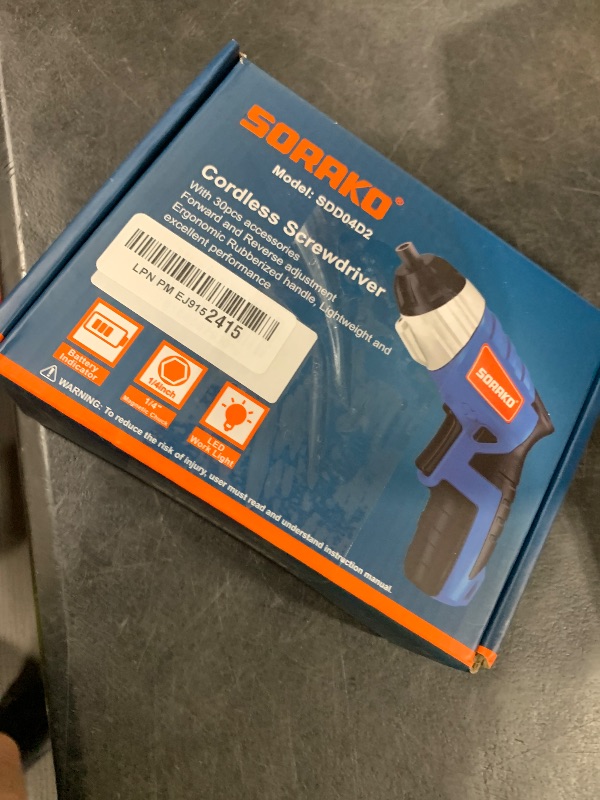 SORAKO®
Model: SDD04D2
Cordless Screwdriver
With 30pcs accessories
Forward and Reverse adjustment
Ergonomic Rubberized handle, Lightweight and
excellent performance
LPN PM EJ9152415
Battery
Indicator
1/4inch
1/4"
Magnetic Chuck
LED
Work Light
SORAKO
WARNING: To reduce the risk of injury, user must read and understand instruction manual.